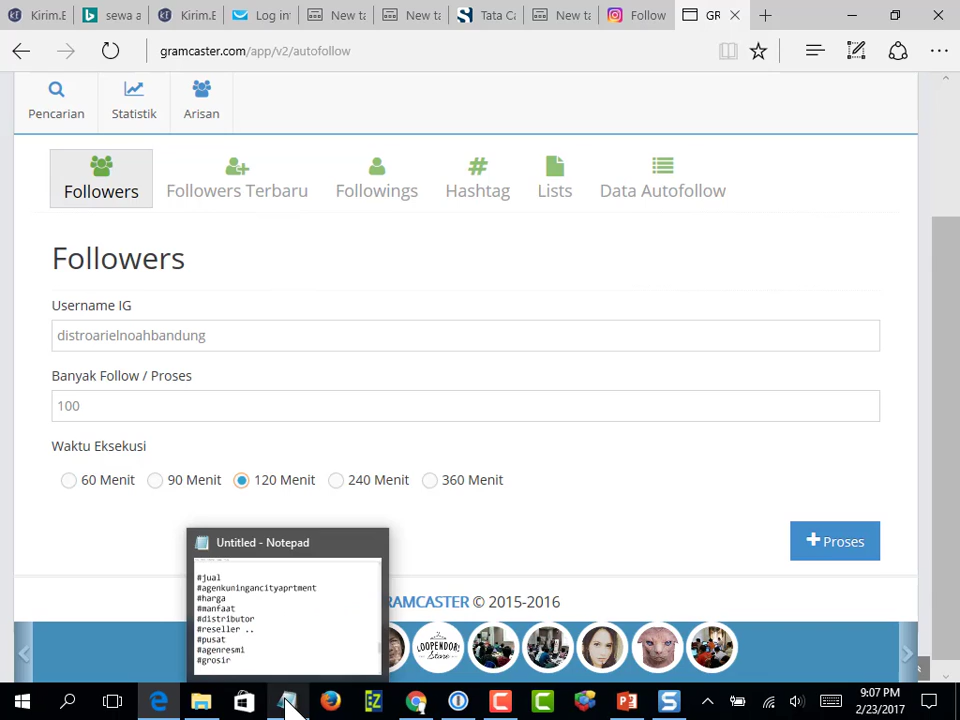 Kirim.E
sewa a
Kirim.E
Log in
New ta
New ta
Tata Ca
New ta
Follow
GR
gramcaster.com/app/v2/autofollow
Pencarian
Statistik
Arisan
Followers
Followers Terbaru
Followings
Hashtag
Lists
Data Autofollow
Followers
Username IG
distroarielnoahbandung
Banyak Follow / Proses
100
Waktu Eksekusi
60 Menit
90 Menit
120 Menit
240 Menit
360 Menit
+Proses
Untitled - Notepad
#jual
#agenkuningancityaprtment
#harga
#manfaat
#distributor
#reseller ..
#pusat
#agenresmi
#grosir
RAMCASTER © 2015-2016
LOOPENDOR!
Store
9:07 PM
2/23/2017